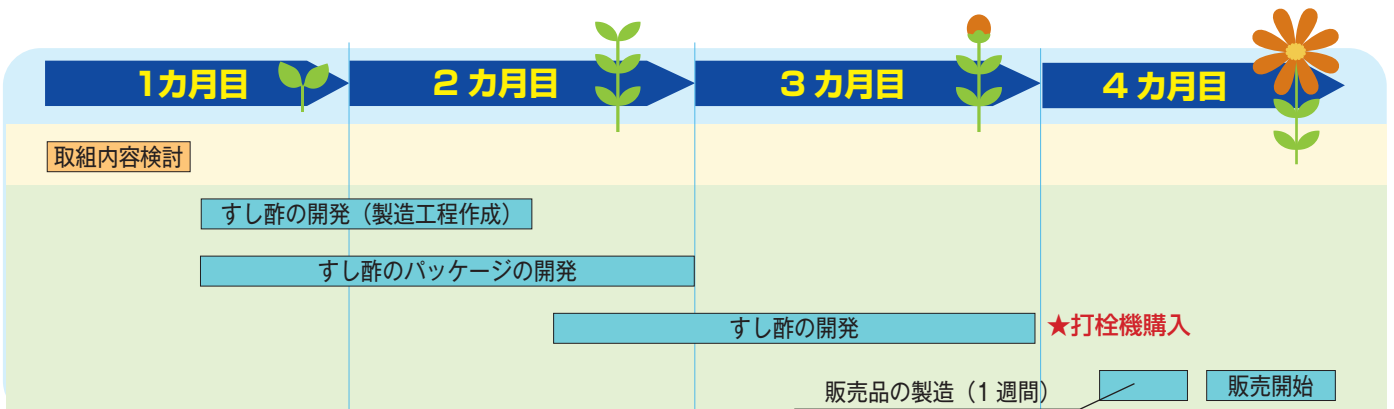 1カ月目
2 カ月目
3 カ月目
4 カ月目
取組内容検討
すし酢の開発（製造工程作成）
すし酢のパッケージの開発
すし酢の開発
★打栓機購入
販売品の製造（1 週間）
販売開始